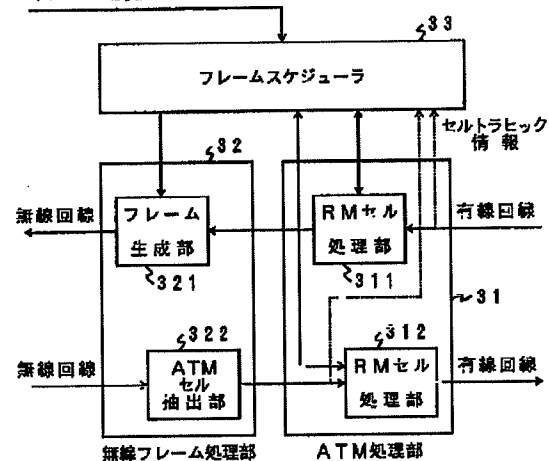 33
フレームスケジューラ
セルトラヒック
情報
32
無線回線
フレーム
生成部
321
RMセル
処理部
311
有線回線
31
322
312
無線回線
ATM
セル
抽出部
RMセル
処理部
有線回線
無線フレーム処理部
ATM処理部